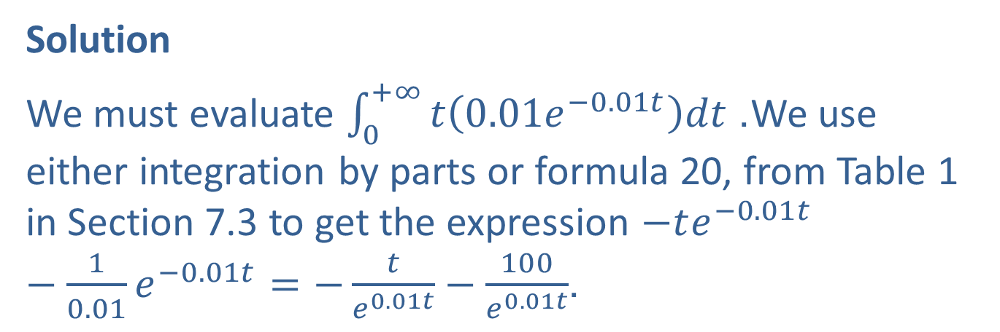 Solution
We must evaluate ∫₀^{+∞} t(0.01e^{−0.01t})dt .We use
either integration by parts or formula 20, from Table 1
in Section 7.3 to get the expression −te^{−0.01t}
− \frac{1}{0.01} e^{−0.01t} = − \frac{t}{e^{0.01t}} − \frac{100}{e^{0.01t}}.